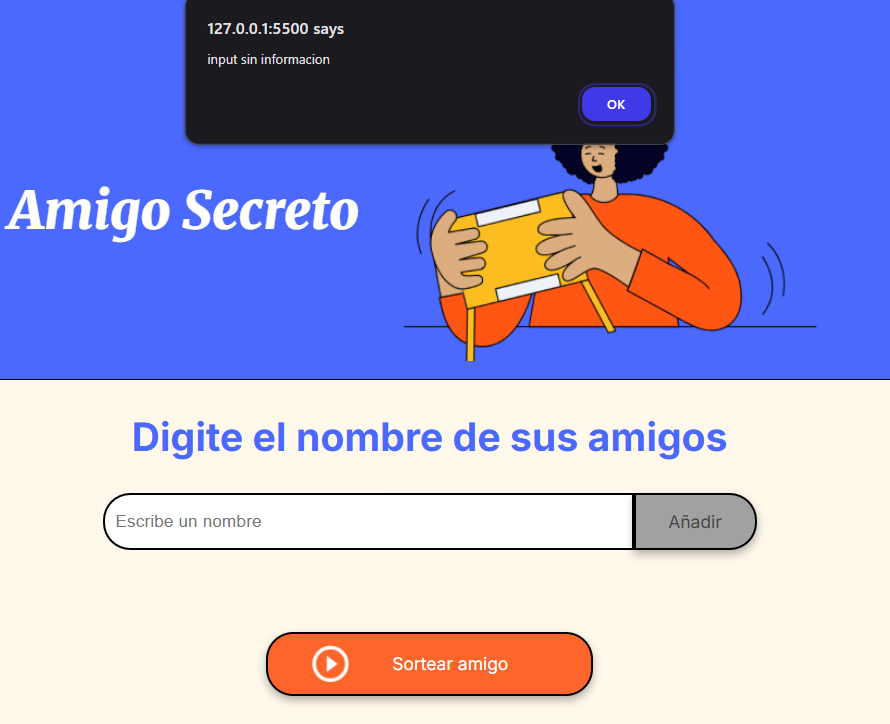 127.0.0.1:5500 says
input sin informacion
OK
Amigo Secreto
Digite el nombre de sus amigos
Escribe un nombre
Añadir
Sortear amigo